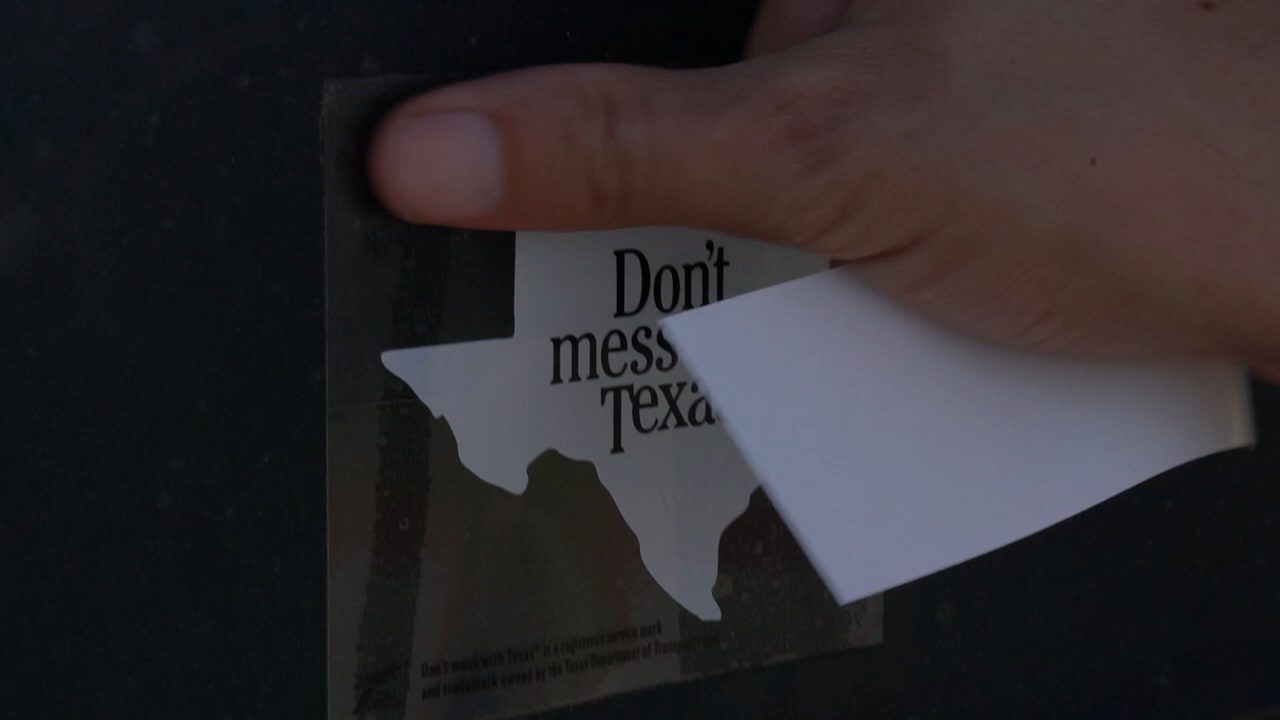 Don't
mess
Texas
Don't mess with Texas® is a registered service mark
and trademark owned by the Texas Department of Transportation.